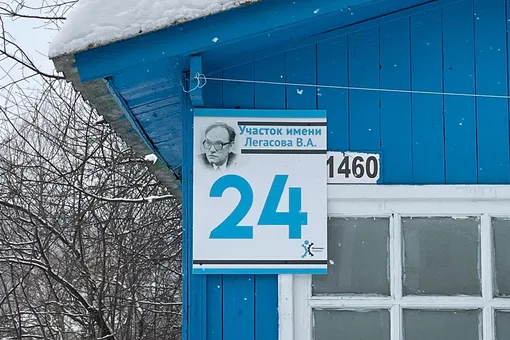 Участок имени
Легасова В.А.
24
1460